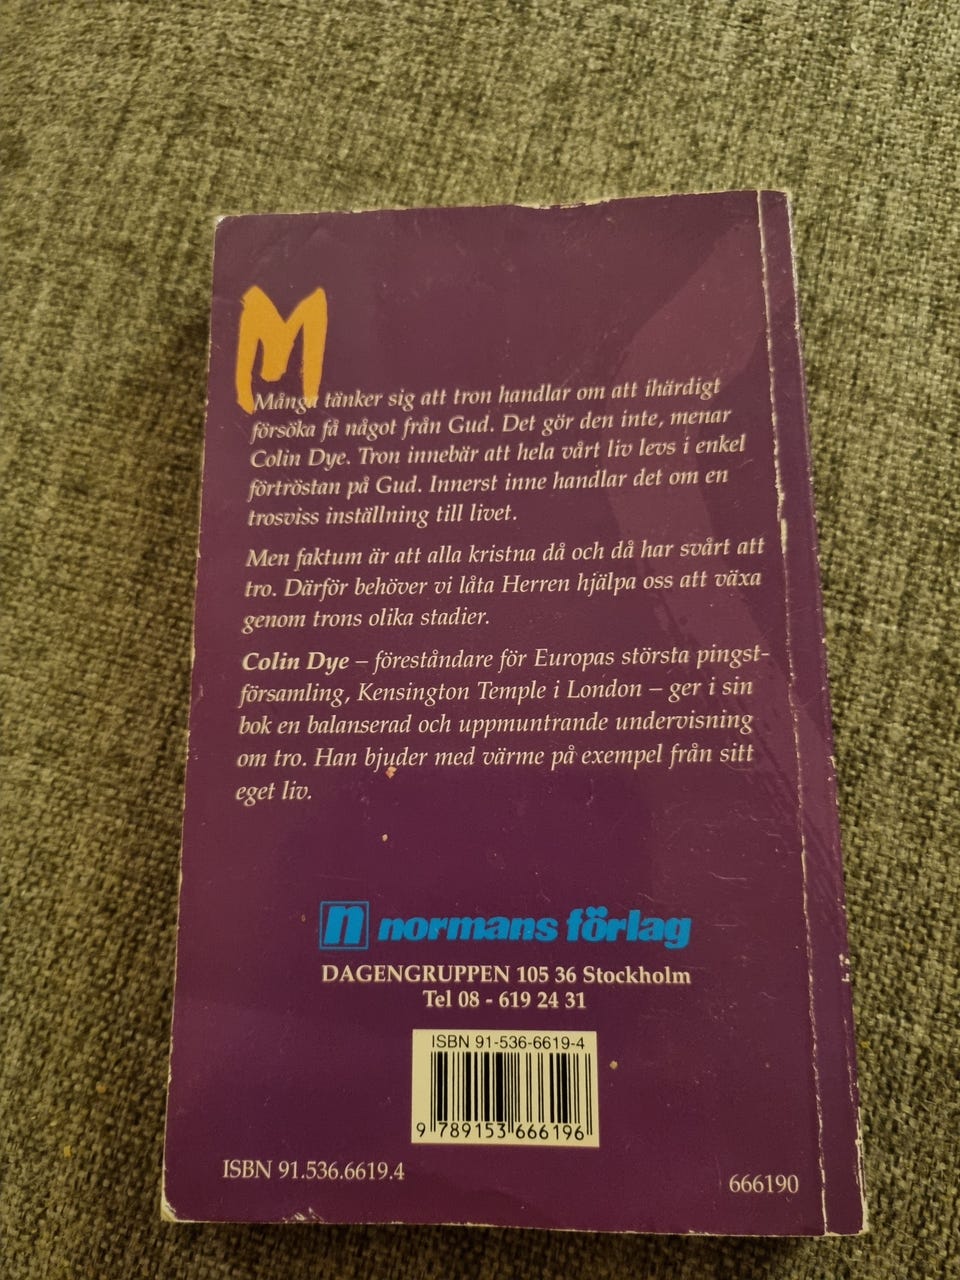 M
Många tänker sig att tron handlar om att ihärdigt
försöka få något från Gud. Det gör den inte, menar
Colin Dye. Tron innebär att hela vårt liv levs i enkel
förtröstan på Gud. Innerst inne handlar det om en
trosviss inställning till livet.
Men faktum är att alla kristna då och då har svårt att
tro. Därför behöver vi låta Herren hjälpa oss att växa
genom trons olika stadier.
Colin Dye – föreståndare för Europas största pingst-
församling, Kensington Temple i London – ger i sin
bok en balanserad och uppmuntrande undervisning
om tro. Han bjuder med värme på exempel från sitt
eget liv.
n normans förlag
DAGENGRUPPEN 105 36 Stockholm
Tel 08 - 619 24 31
ISBN 91-536-6619-4
9 789153 666196
ISBN 91.536.6619.4
666190